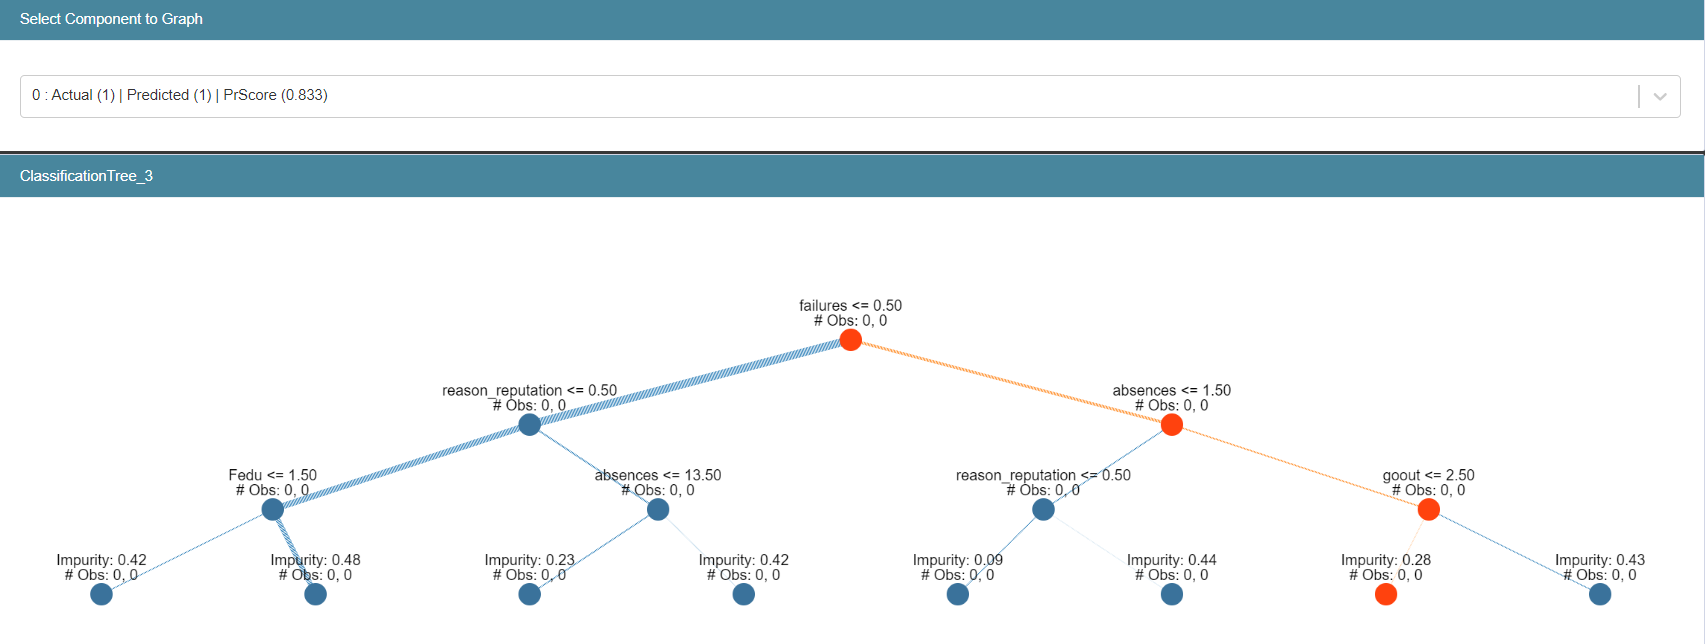 Select Component to Graph
0 : Actual (1) | Predicted (1) | PrScore (0.833)
ClassificationTree_3
failures <= 0.50
# Obs: 0, 0
reason_reputation <= 0.50
# Obs: 0, 0
absences <= 1.50
# Obs: 0, 0
Fedu <= 1.50
# Obs: 0, 0
absences <= 13.50
# Obs: 0, 0
reason_reputation <= 0.50
# Obs: 0, 0
goout <= 2.50
# Obs: 0, 0
Impurity: 0.42
# Obs: 0, 0
Impurity: 0.48
# Obs: 0, 0
Impurity: 0.23
# Obs: 0, 0
Impurity: 0.42
# Obs: 0, 0
Impurity: 0.09
# Obs: 0, 0
Impurity: 0.44
# Obs: 0, 0
Impurity: 0.28
# Obs: 0, 0
Impurity: 0.43
# Obs: 0, 0